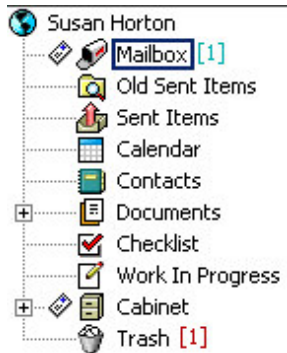 Susan Horton
Mailbox [1]
Old Sent Items
Sent Items
Calendar
Contacts
Documents
Checklist
Work In Progress
Cabinet
Trash [1]